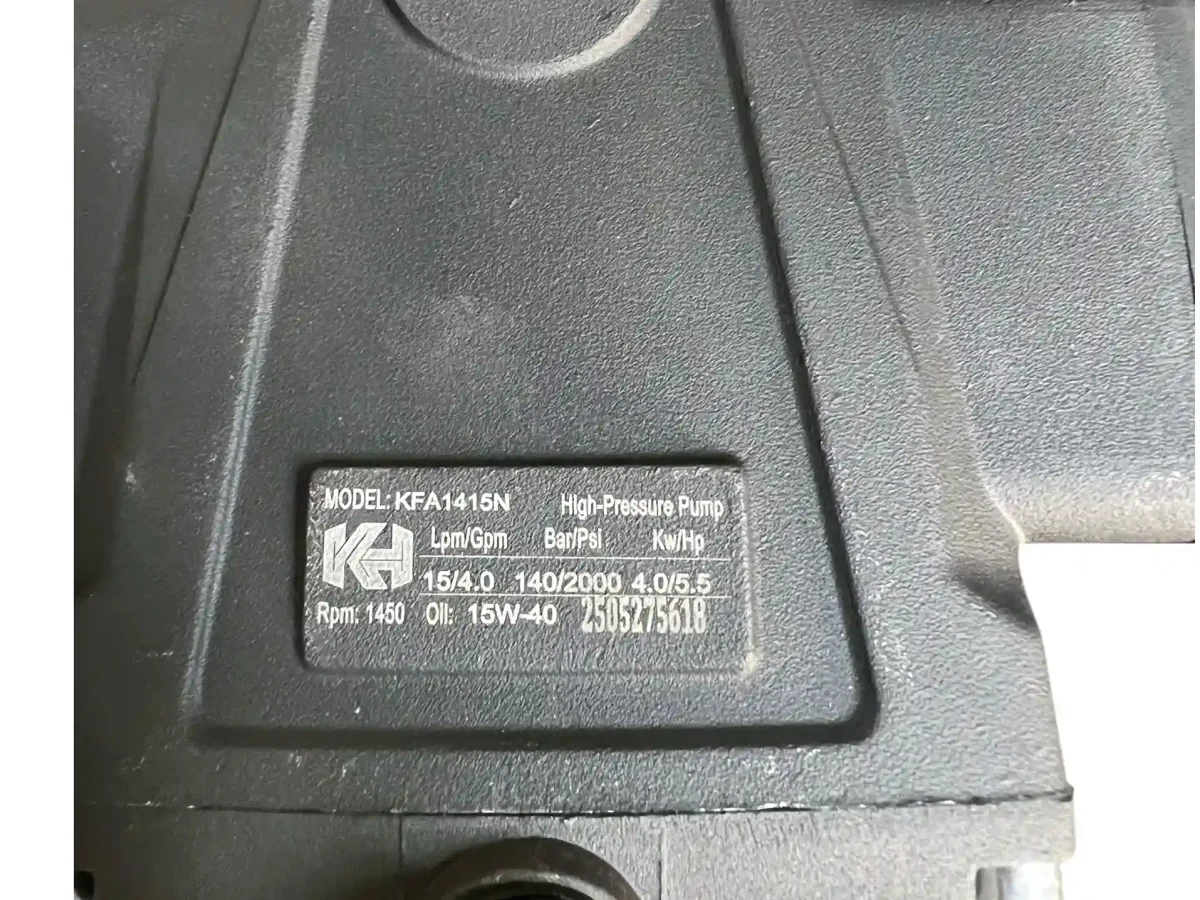 MODEL: KFA1415N High-Pressure Pump
KH Lpm/Gpm Bar/Psi Kw/Hp
15/4.0 140/2000 4.0/5.5
Rpm: 1450 Oil: 15W-40 2505275618